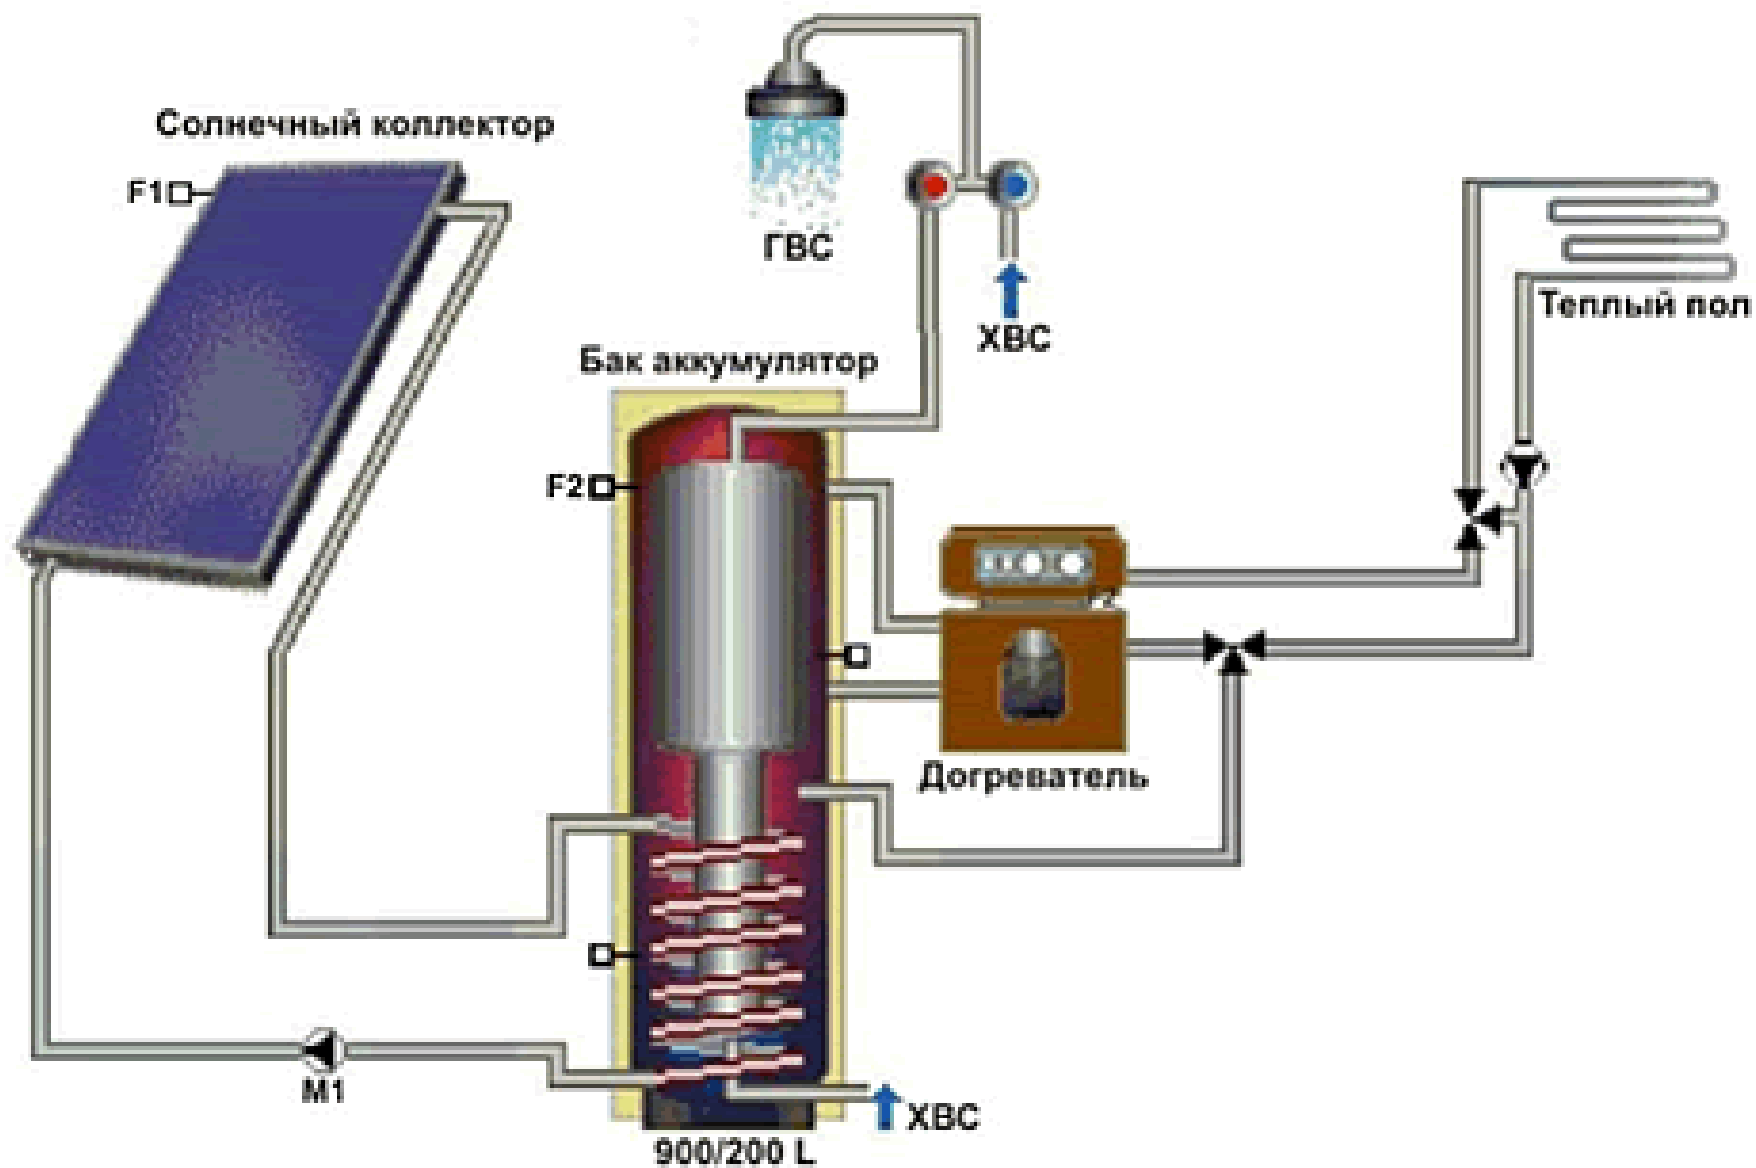 Солнечный коллектор
F1
ГВС
ХВС
Теплый пол
Бак аккумулятор
F2
Догреватель
M1
ХВС
900/200 L